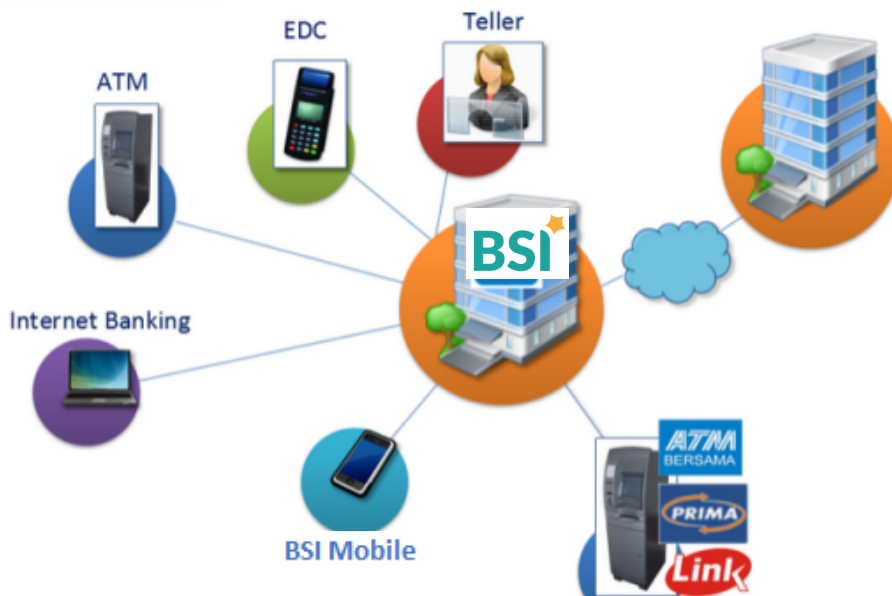 Teller
EDC
ATM
BSI
Internet Banking
BSI Mobile
ATM
BERSAMA
PRIMA
Link